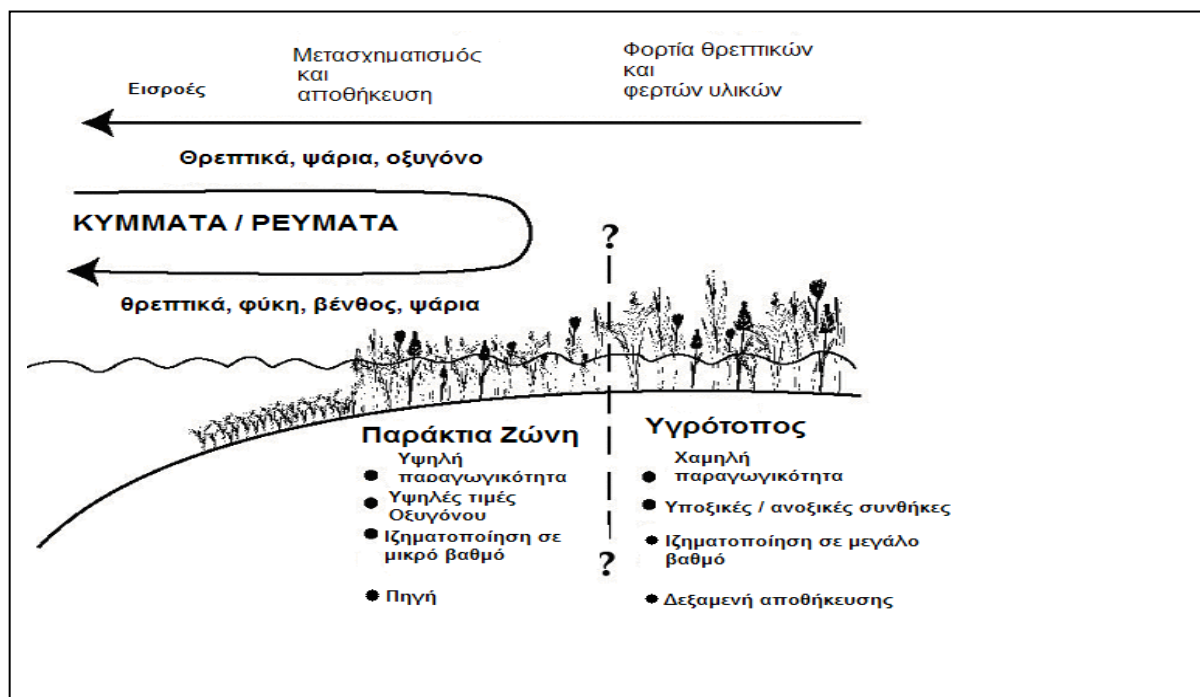 Μετασχηματισμός
και
αποθήκευση
Φορτία θρεπτικών
και
φερτών υλικών
Εισροές
Θρεπτικά, ψάρια, οξυγόνο
ΚΥΜΜΑΤΑ / ΡΕΥΜΑΤΑ
θρεπτικά, φύκη, βένθος, ψάρια
?
Παράκτια Ζώνη
Υψηλή
παραγωγικότητα
Υψηλές τιμές
Οξυγόνου
Ιζηματοποίηση σε
μικρό βαθμό
Πηγή
?
Υγρότοπος
Χαμηλή
παραγωγικότητα
Υποξικές / ανοξικές συνθήκες
Ιζηματοποίηση σε μεγάλο
βαθμό
Δεξαμενή αποθήκευσης